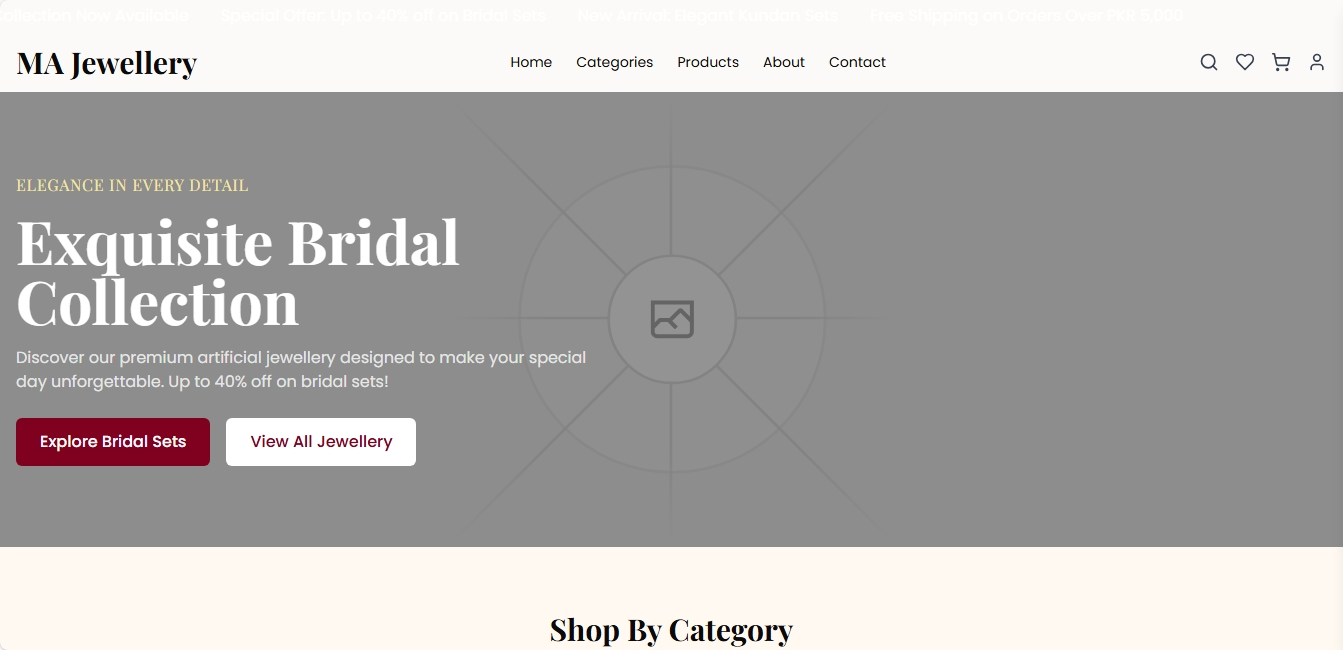 Collection Now Available Special Offer: Up to 40% off on Bridal Sets New Arrival: Elegant Kundan Sets Free Shipping on Orders Over PKR 5,000
MA Jewellery
Home Categories Products About Contact
ELEGANCE IN EVERY DETAIL
Exquisite Bridal
Collection
Discover our premium artificial jewellery designed to make your special
day unforgettable. Up to 40% off on bridal sets!
Explore Bridal Sets View All Jewellery
Shop By Category